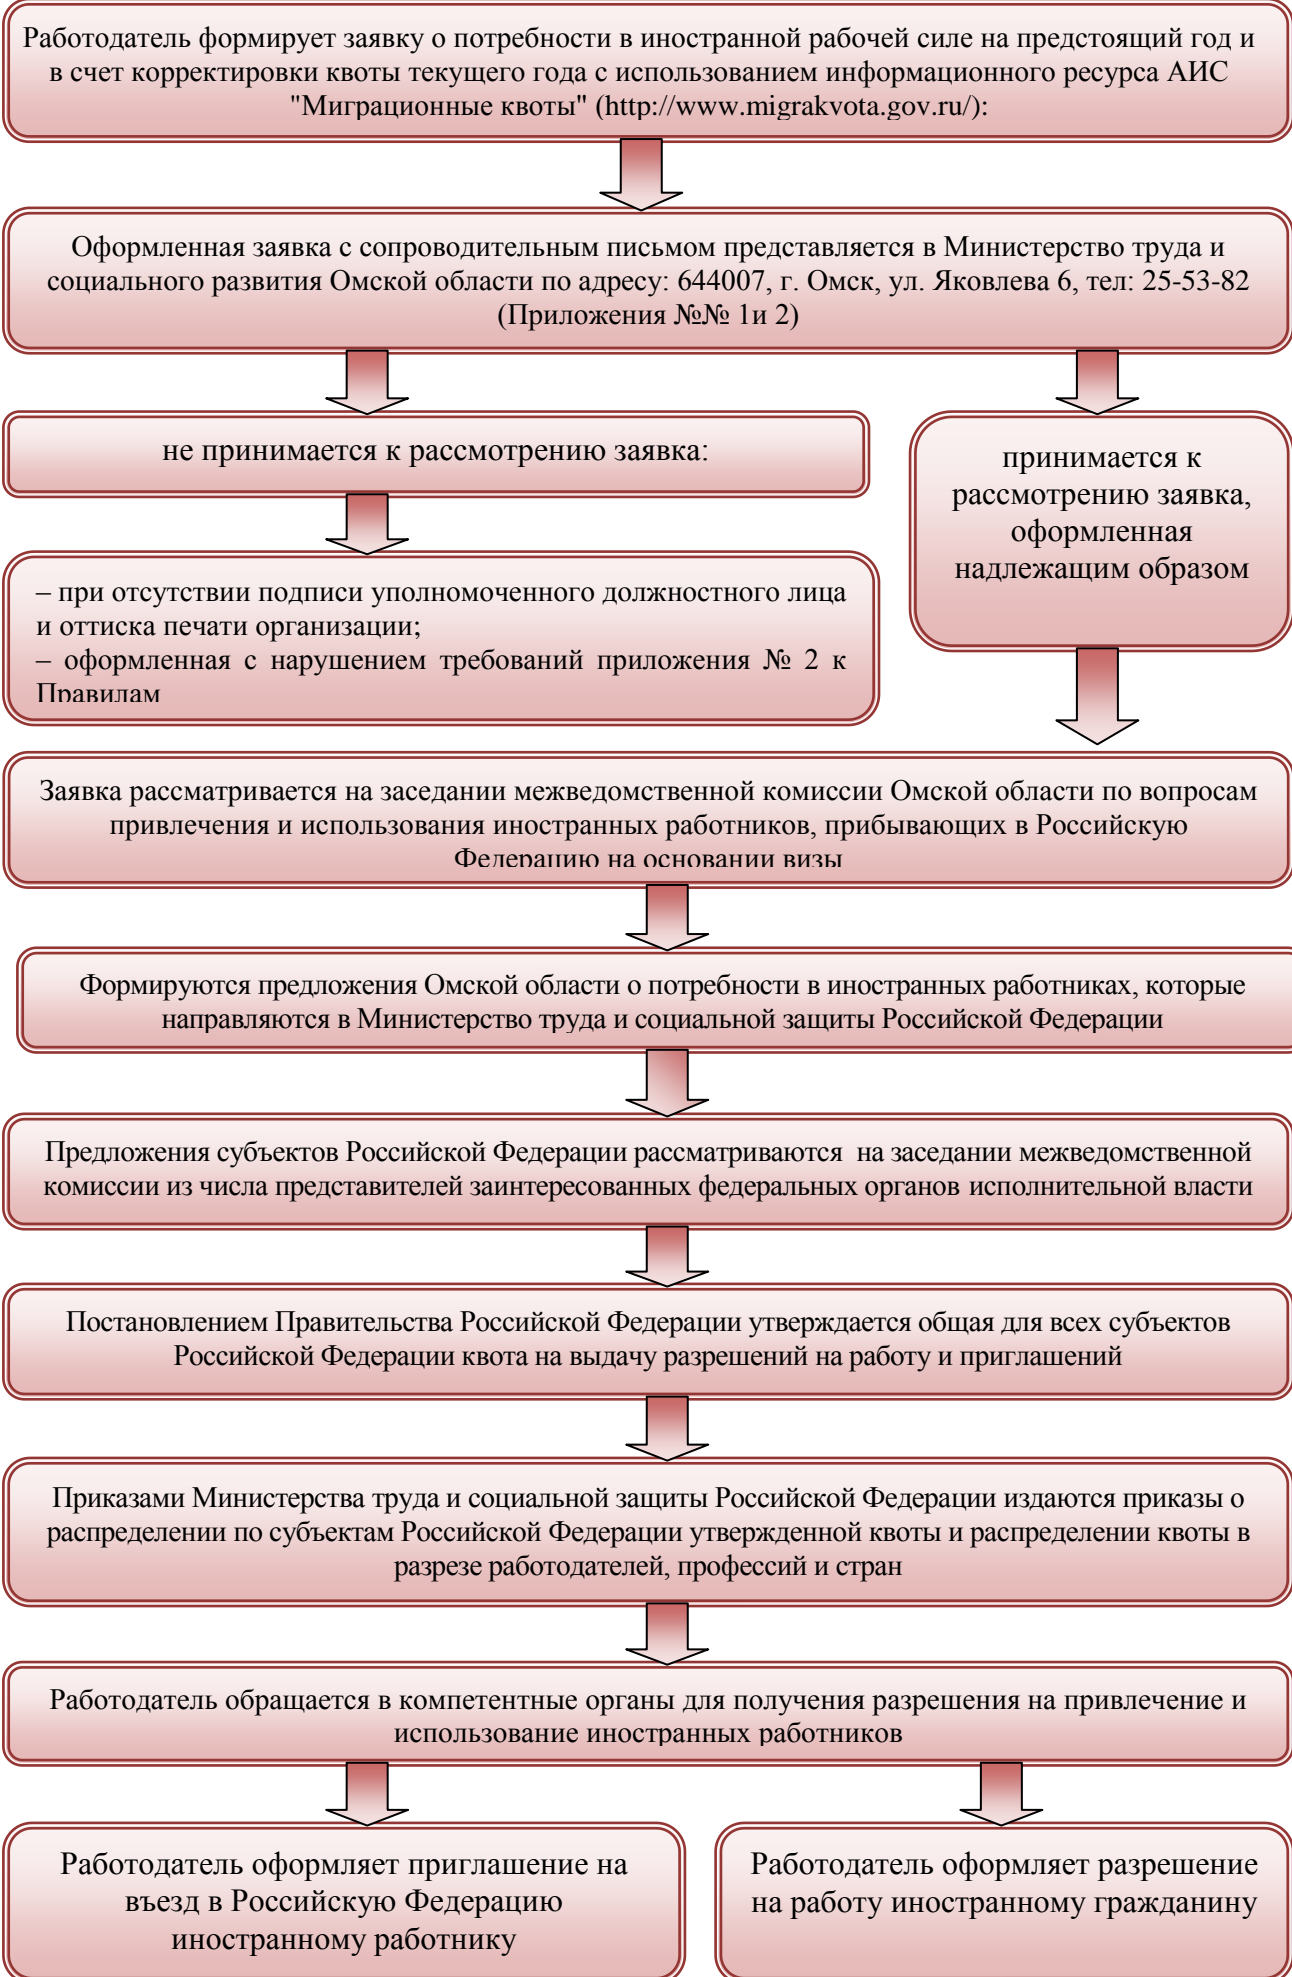 Работодатель формирует заявку о потребности в иностранной рабочей силе на предстоящий год и
в счет корректировки квоты текущего года с использованием информационного ресурса АИС
"Миграционные квоты" (http://www.migrakvota.gov.ru/):
Оформленная заявка с сопроводительным письмом представляется в Министерство труда и
социального развития Омской области по адресу: 644007, г. Омск, ул. Яковлева 6, тел: 25-53-82
(Приложения №№ 1и 2)
не принимается к рассмотрению заявка:
принимается к
рассмотрению заявка,
оформленная
надлежащим образом
– при отсутствии подписи уполномоченного должностного лица
и оттиска печати организации;
– оформленная с нарушением требований приложения № 2 к
Правилам
Заявка рассматривается на заседании межведомственной комиссии Омской области по вопросам
привлечения и использования иностранных работников, прибывающих в Российскую
Федерацию на основании визы
Формируются предложения Омской области о потребности в иностранных работниках, которые
направляются в Министерство труда и социальной защиты Российской Федерации
Предложения субъектов Российской Федерации рассматриваются на заседании межведомственной
комиссии из числа представителей заинтересованных федеральных органов исполнительной власти
Постановлением Правительства Российской Федерации утверждается общая для всех субъектов
Российской Федерации квота на выдачу разрешений на работу и приглашений
Приказами Министерства труда и социальной защиты Российской Федерации издаются приказы о
распределении по субъектам Российской Федерации утвержденной квоты и распределении квоты в
разрезе работодателей, профессий и стран
Работодатель обращается в компетентные органы для получения разрешения на привлечение и
использование иностранных работников
Работодатель оформляет приглашение на
въезд в Российскую Федерацию
иностранному работнику
Работодатель оформляет разрешение
на работу иностранному гражданину